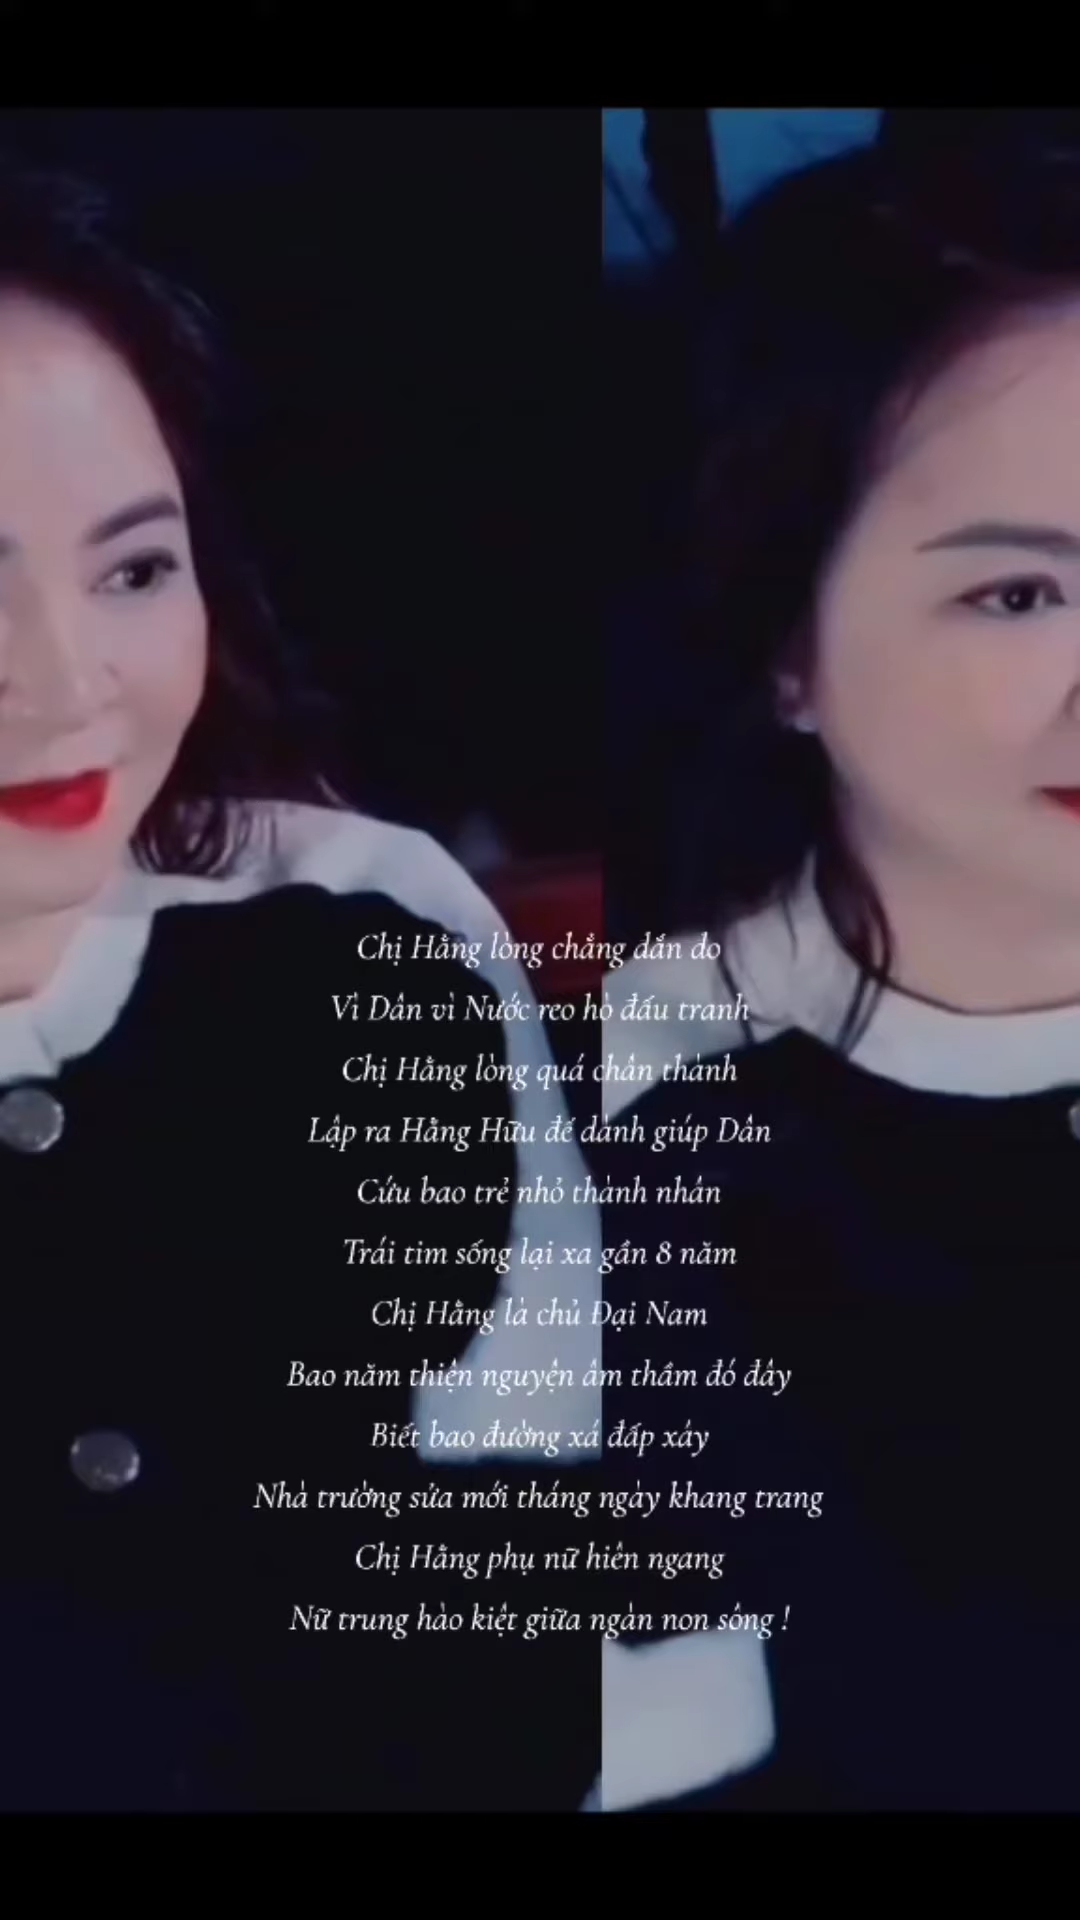 Chị Hằng lòng chẳng dắn đo
Vì Dân vì Nước reo hò đấu tranh
Chị Hằng lòng quá chân thành
Lập ra Hằng Hữu để dành giúp Dân
Cứu bao trẻ nhỏ thành nhân
Trái tim sống lại xa gần 8 năm
Chị Hằng là chủ Đại Nam
Bao năm thiện nguyện âm thầm đó đây
Biết bao đường xá đấp xây
Nhà trường sửa mới tháng ngày khang trang
Chị Hằng phụ nữ hiên ngang
Nữ trung hào kiệt giữa ngàn non sông !